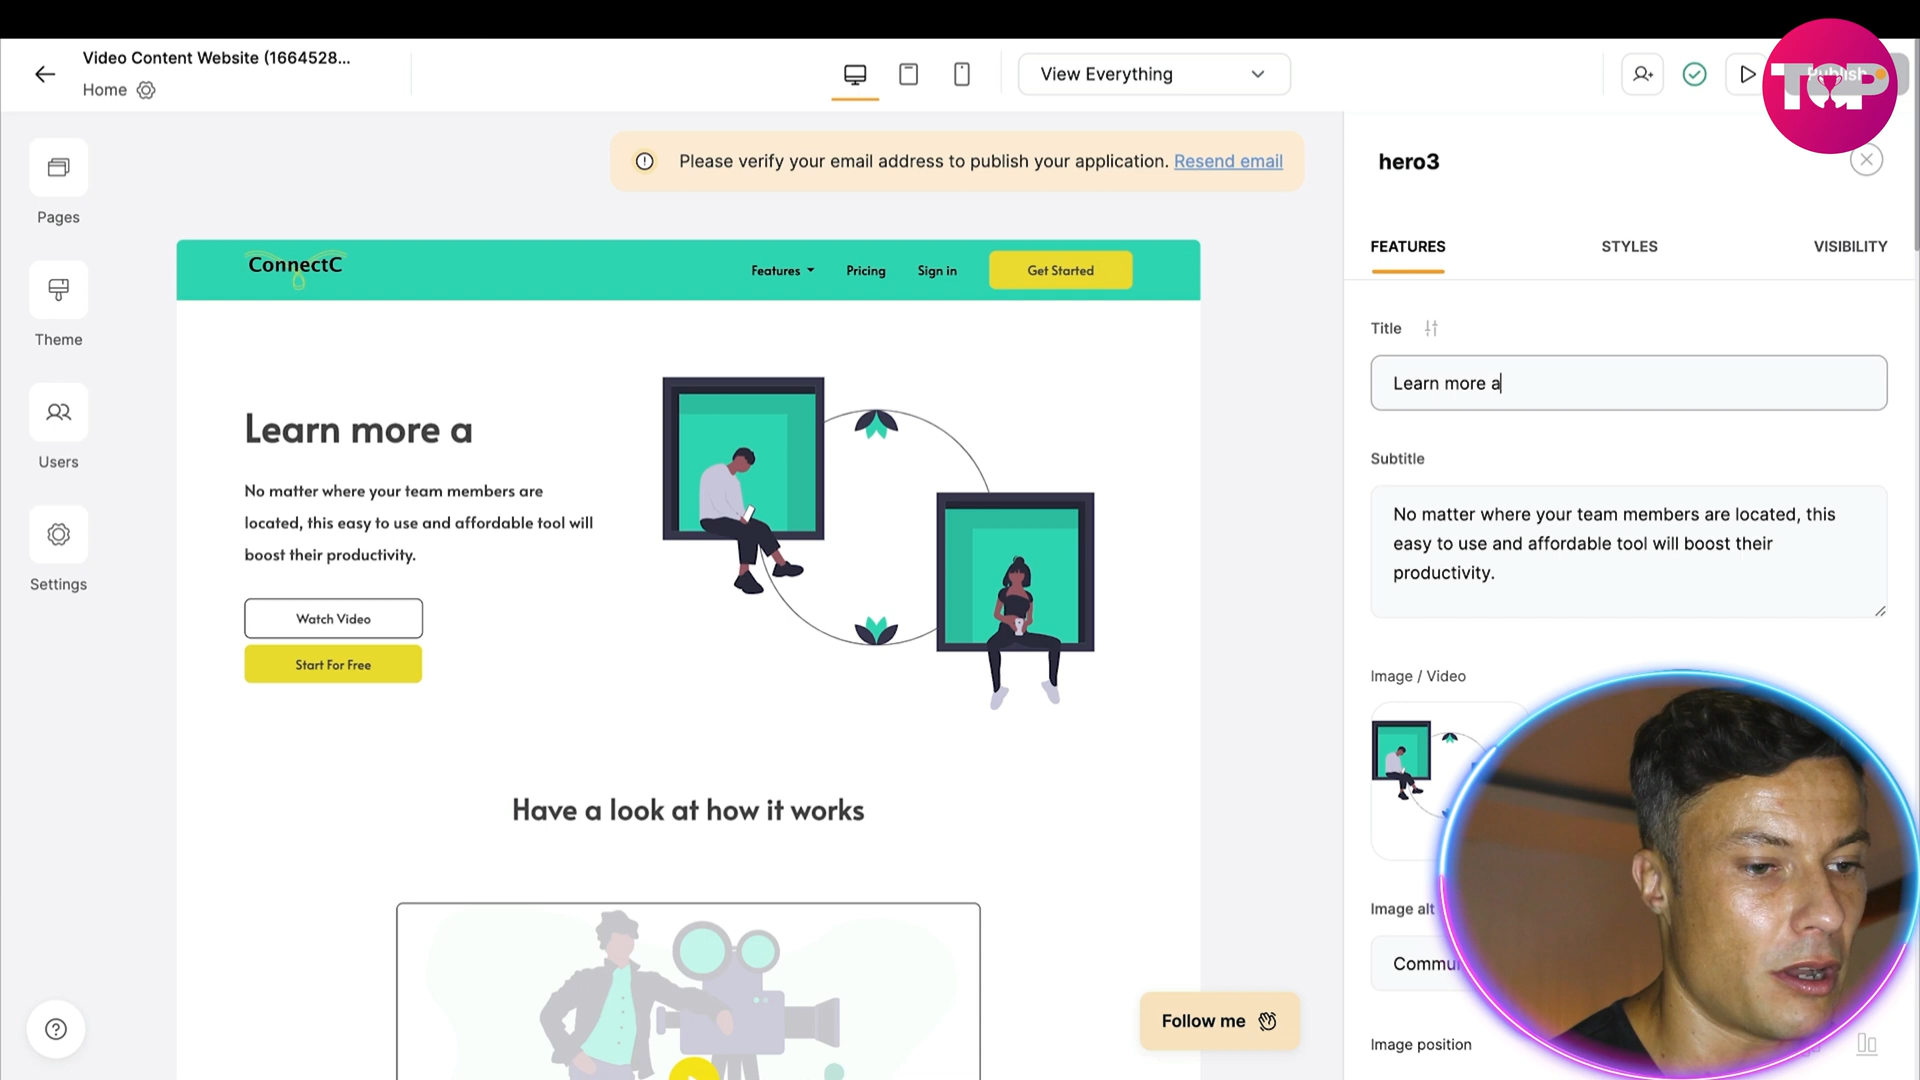 Video Content Website (1664528...
Home
View Everything
Publish
TOP
Please verify your email address to publish your application. Resend email
Pages
Theme
Users
Settings
ConnectC
Features
Pricing
Sign in
Get Started
Learn more a
No matter where your team members are
located, this easy to use and affordable tool will
boost their productivity.
Watch Video
Start For Free
Have a look at how it works
Follow me
hero3
FEATURES
STYLES
VISIBILITY
Title
Learn more a
Subtitle
No matter where your team members are located, this
easy to use and affordable tool will boost their
productivity.
Image / Video
Image alt
Commu
Image position